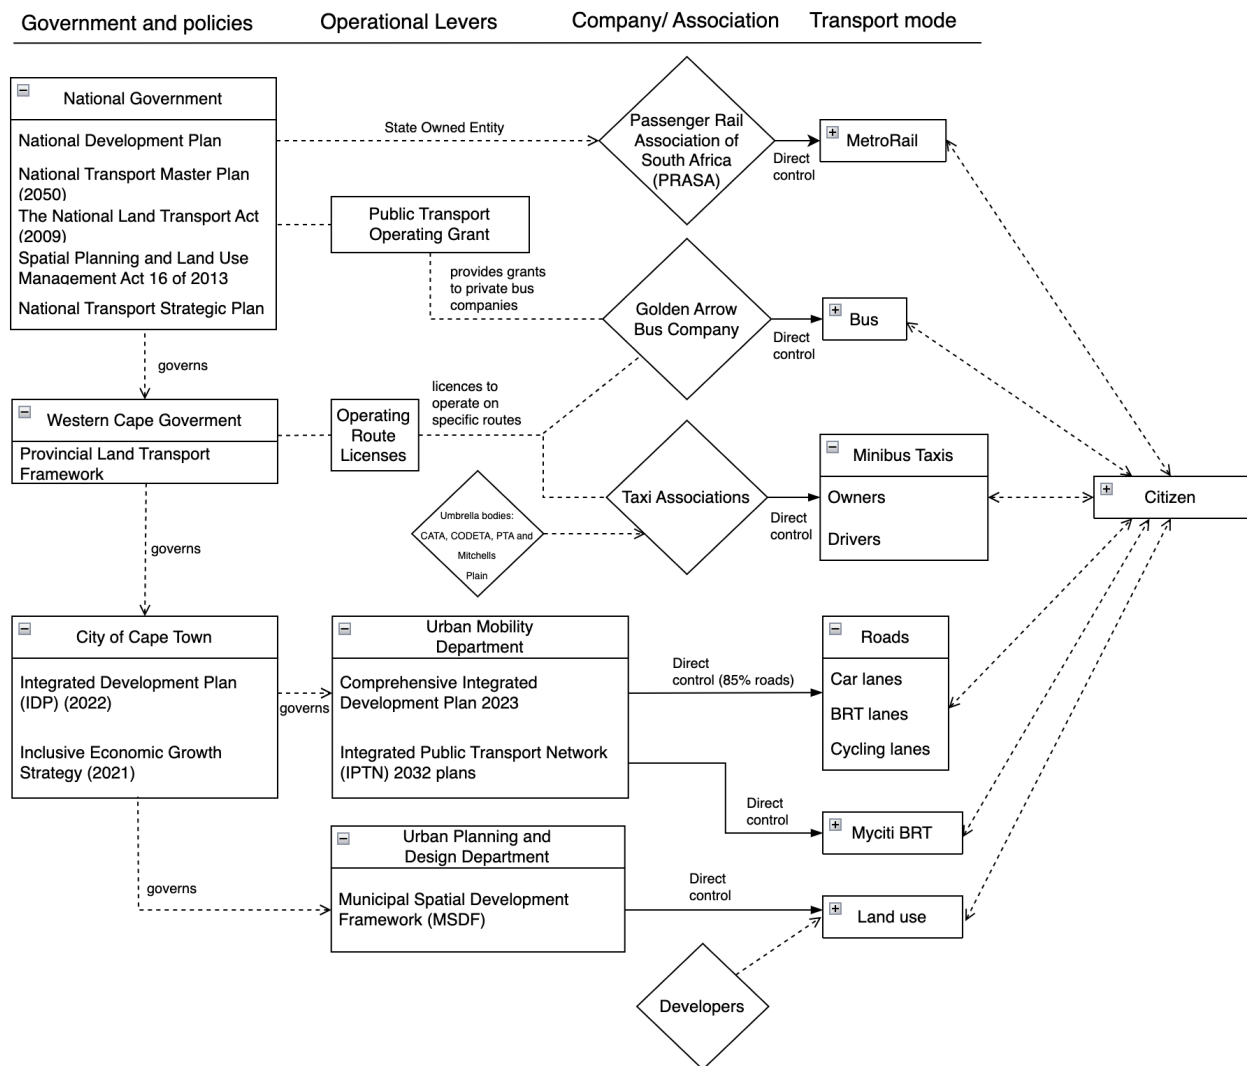 Government and policies
Operational Levers
Company/ Association
Transport mode
National Government
National Development Plan
National Transport Master Plan
(2050)
The National Land Transport Act
(2009)
Spatial Planning and Land Use
Management Act 16 of 2013
National Transport Strategic Plan
State Owned Entity
Passenger Rail
Association of
South Africa
(PRASA)
Direct
control
MetroRail
Public Transport
Operating Grant
provides grants
to private bus
companies
Golden Arrow
Bus Company
Direct
control
Bus
governs
Western Cape Goverment
Provincial Land Transport
Framework
Operating
Route
Licenses
licences to
operate on
specific routes
Taxi Associations
Umbrella bodies:
CATA, CODETA, PTA and
Mitchells
Plain
Direct
control
Minibus Taxis
Owners
Drivers
Citizen
governs
City of Cape Town
Integrated Development Plan
(IDP) (2022)
Inclusive Economic Growth
Strategy (2021)
governs
Urban Mobility
Department
Comprehensive Integrated
Development Plan 2023
Integrated Public Transport Network
(IPTN) 2032 plans
Direct
control (85% roads)
Roads
Car lanes
BRT lanes
Cycling lanes
Direct
control
Myciti BRT
governs
Urban Planning and
Design Department
Municipal Spatial Development
Framework (MSDF)
Direct
control
Land use
Developers